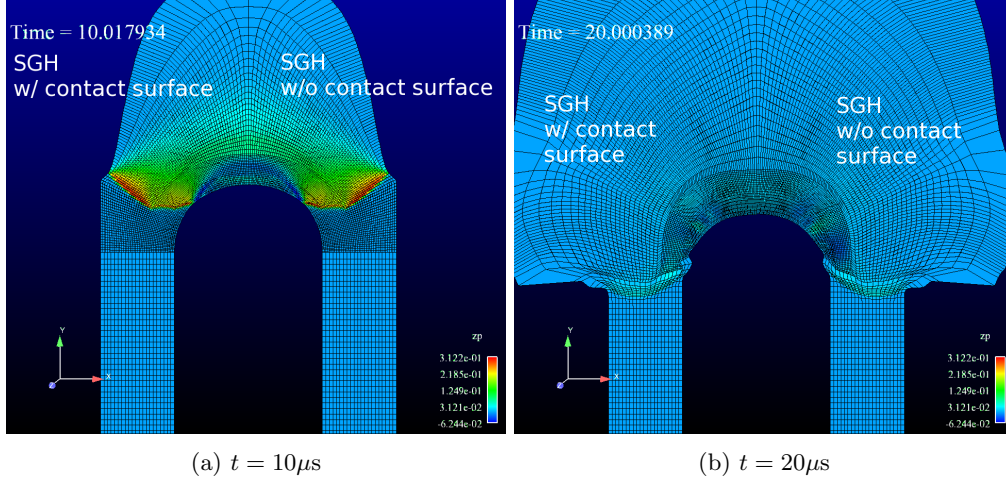 Time = 10.017934
SGH
w/ contact surface
SGH
w/o contact surface
Y
X
Z
zp
3.122e-01
2.185e-01
1.249e-01
3.121e-02
-6.244e-02
(a) t = 10μs
Time = 20.000389
SGH
w/ contact
surface
SGH
w/o contact
surface
Y
X
Z
zp
3.122e-01
2.185e-01
1.249e-01
3.121e-02
-6.244e-02
(b) t = 20μs